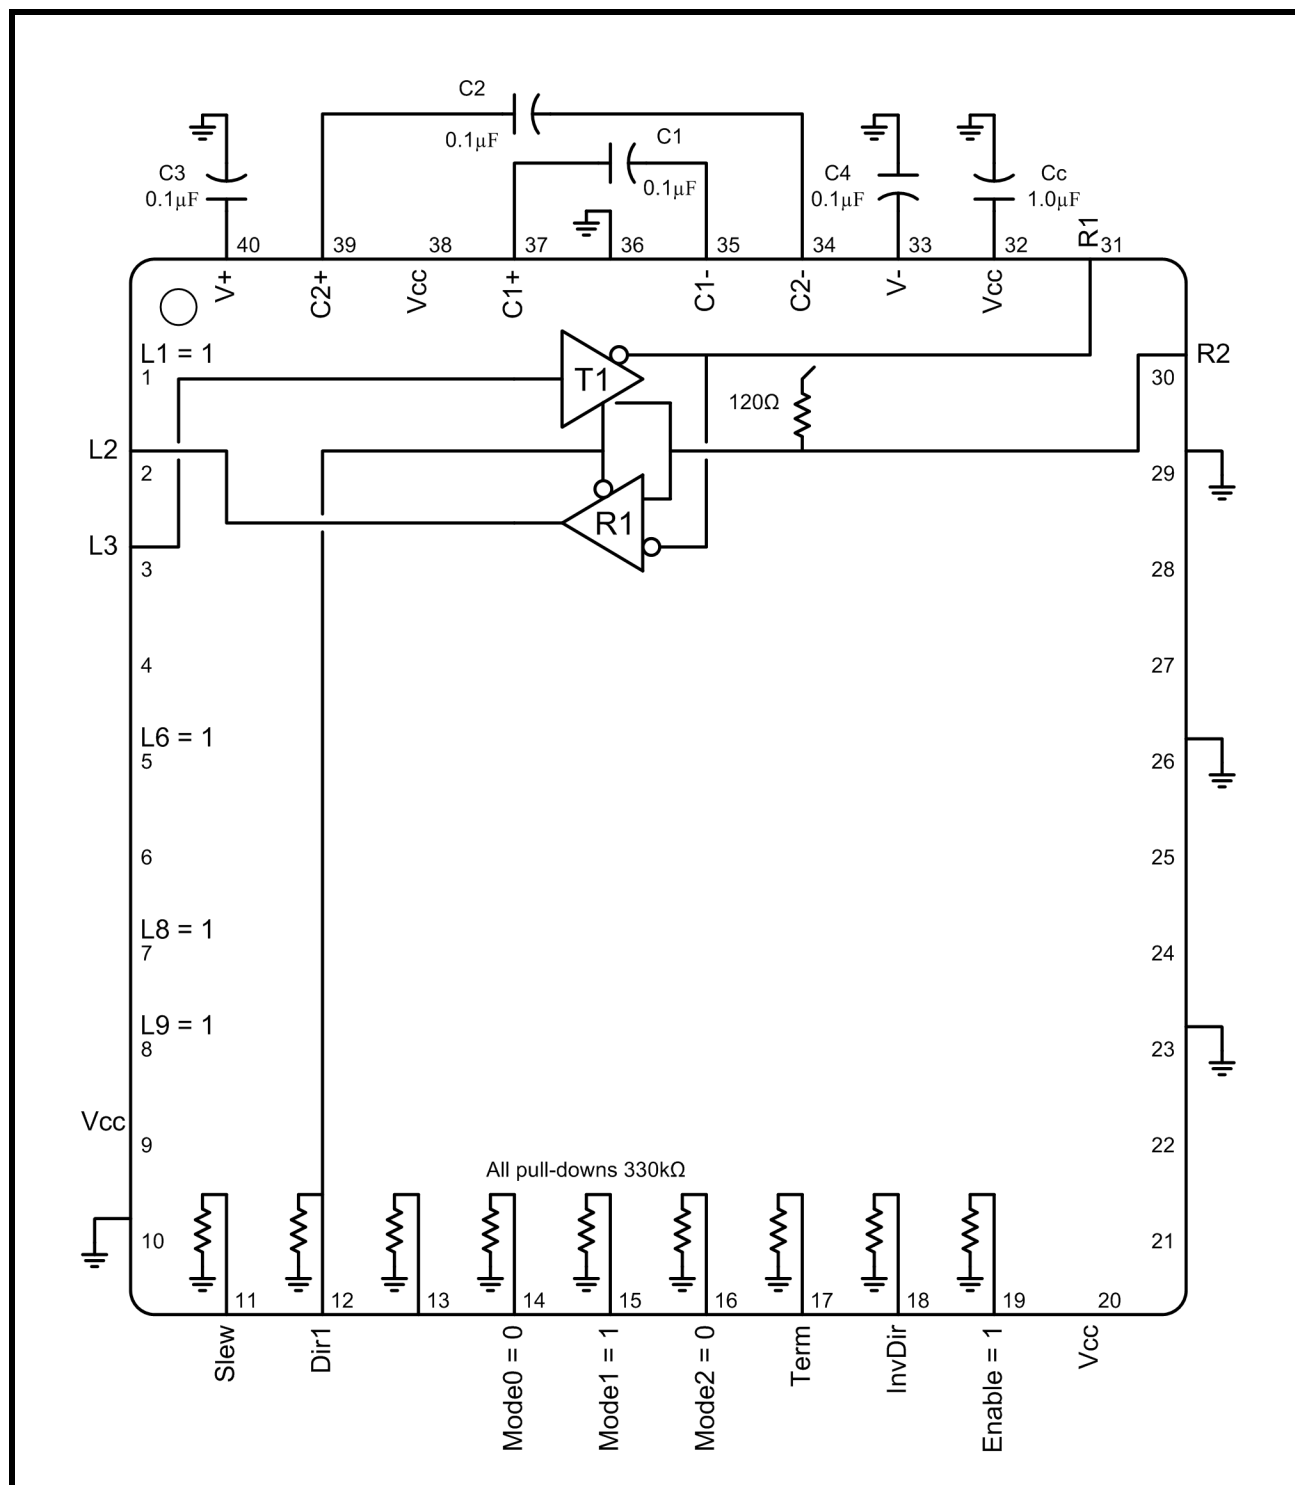 C2
0.1µF
C1
0.1µF
C3
0.1µF
C4
0.1µF
Cc
1.0µF
R1
40
39
38
37
36
35
34
33
32
31
V+
C2+
Vcc
C1+
C1-
C2-
V-
Vcc
L1 = 1
1
T1
120Ω
R2
30
L2
2
29
R1
L3
3
28
4
27
L6 = 1
5
26
6
25
L8 = 1
7
24
L9 = 1
8
23
Vcc
9
22
All pull-downs 330kΩ
10
21
11
12
13
14
15
16
17
18
19
20
Slew
Dir1
Mode0 = 0
Mode1 = 1
Mode2 = 0
Term
InvDir
Enable = 1
Vcc